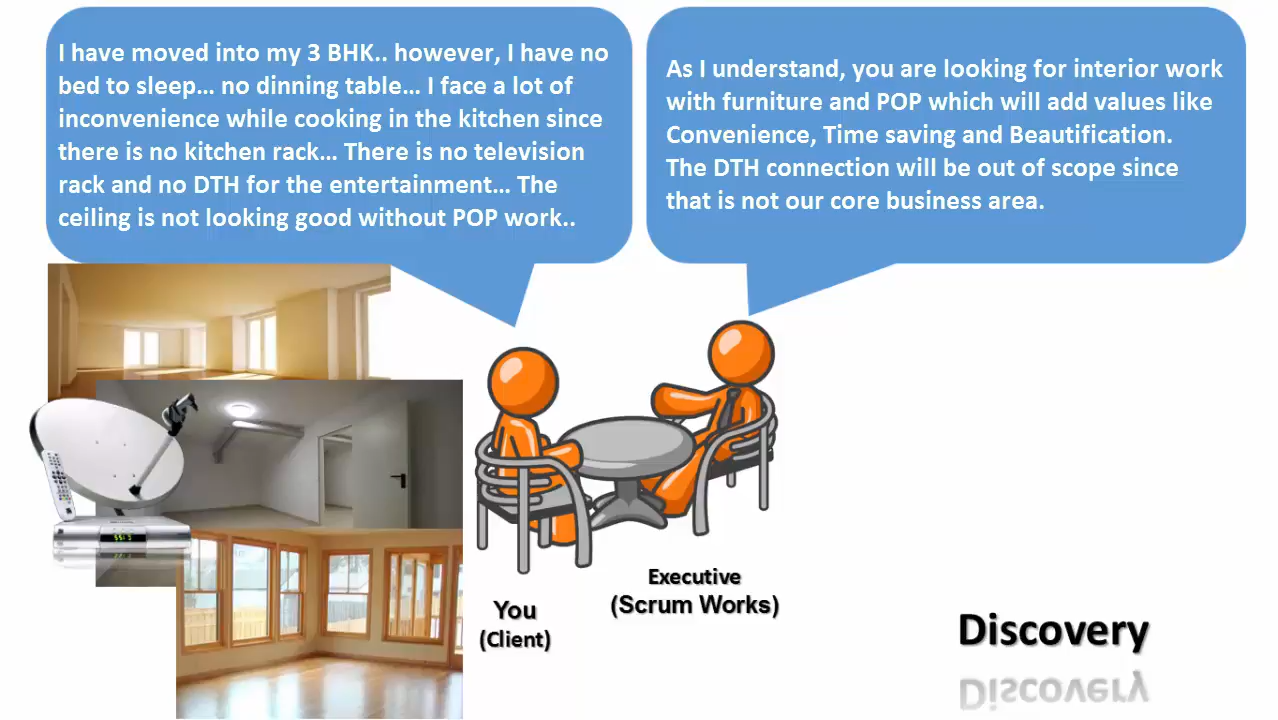 I have moved into my 3 BHK.. however, I have no
bed to sleep... no dinning table... I face a lot of
inconvenience while cooking in the kitchen since
there is no kitchen rack... There is no television
rack and no DTH for the entertainment... The
ceiling is not looking good without POP work..
As I understand, you are looking for interior work
with furniture and POP which will add values like
Convenience, Time saving and Beautification.
The DTH connection will be out of scope since
that is not our core business area.
Executive
(Scrum Works)
You
(Client)
Discovery